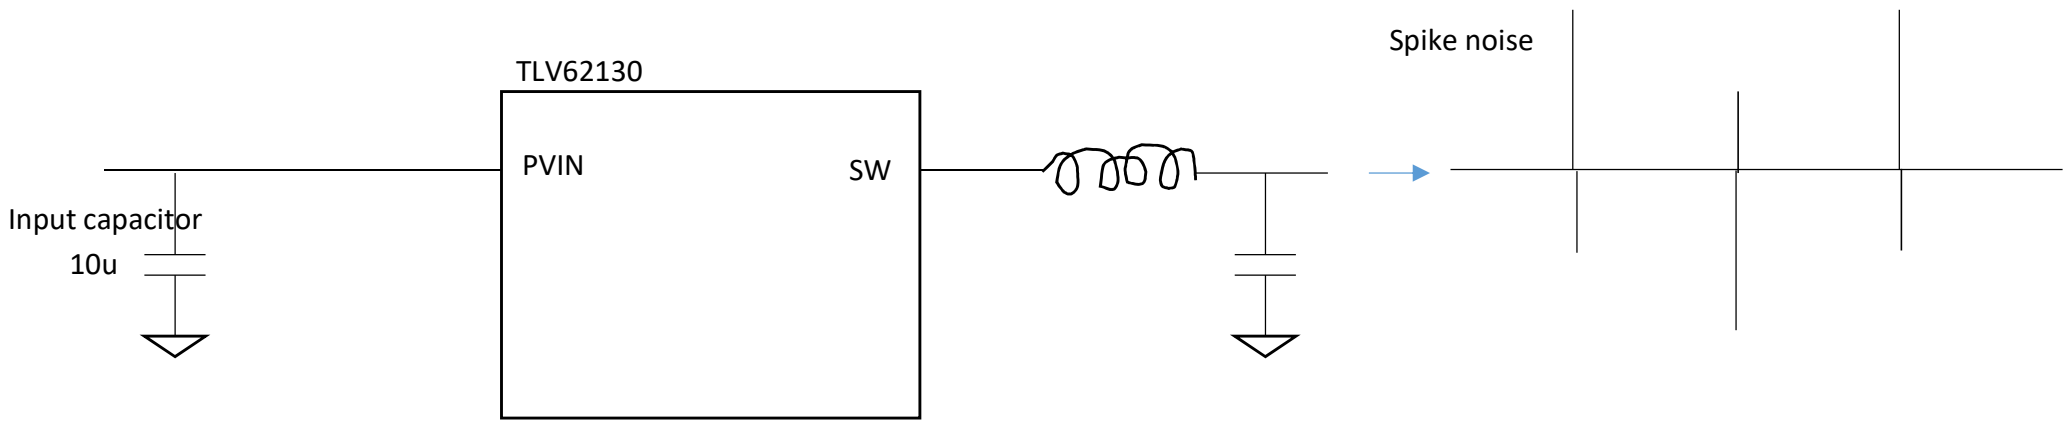 Spike noise
TLV62130
PVIN
SW
Input capacitor
10u